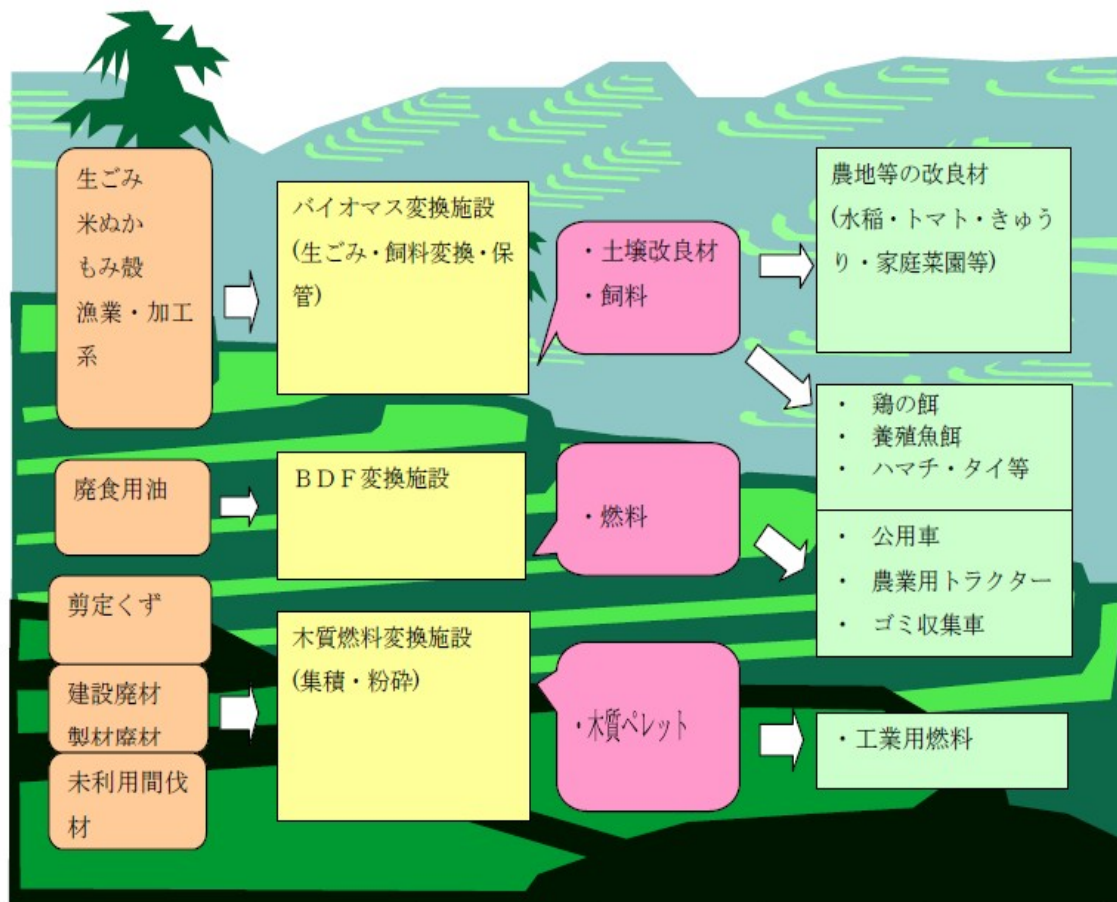 生ごみ
米ぬか
もみ殻
漁業・加工
系
バイオマス変換施設
(生ごみ・飼料変換・保
管)
・土壌改良材
・飼料
農地等の改良材
(水稲・トマト・きゅう
り・家庭菜園等)
・ 鶏の餌
・ 養殖魚餌
・ ハマチ・タイ等
廃食用油
ＢＤＦ変換施設
・燃料
・ 公用車
・ 農業用トラクター
・ ゴミ収集車
剪定くず
建設廃材
製材廃材
未利用間伐
材
木質燃料変換施設
(集積・粉砕)
・木質ペレット
・工業用燃料